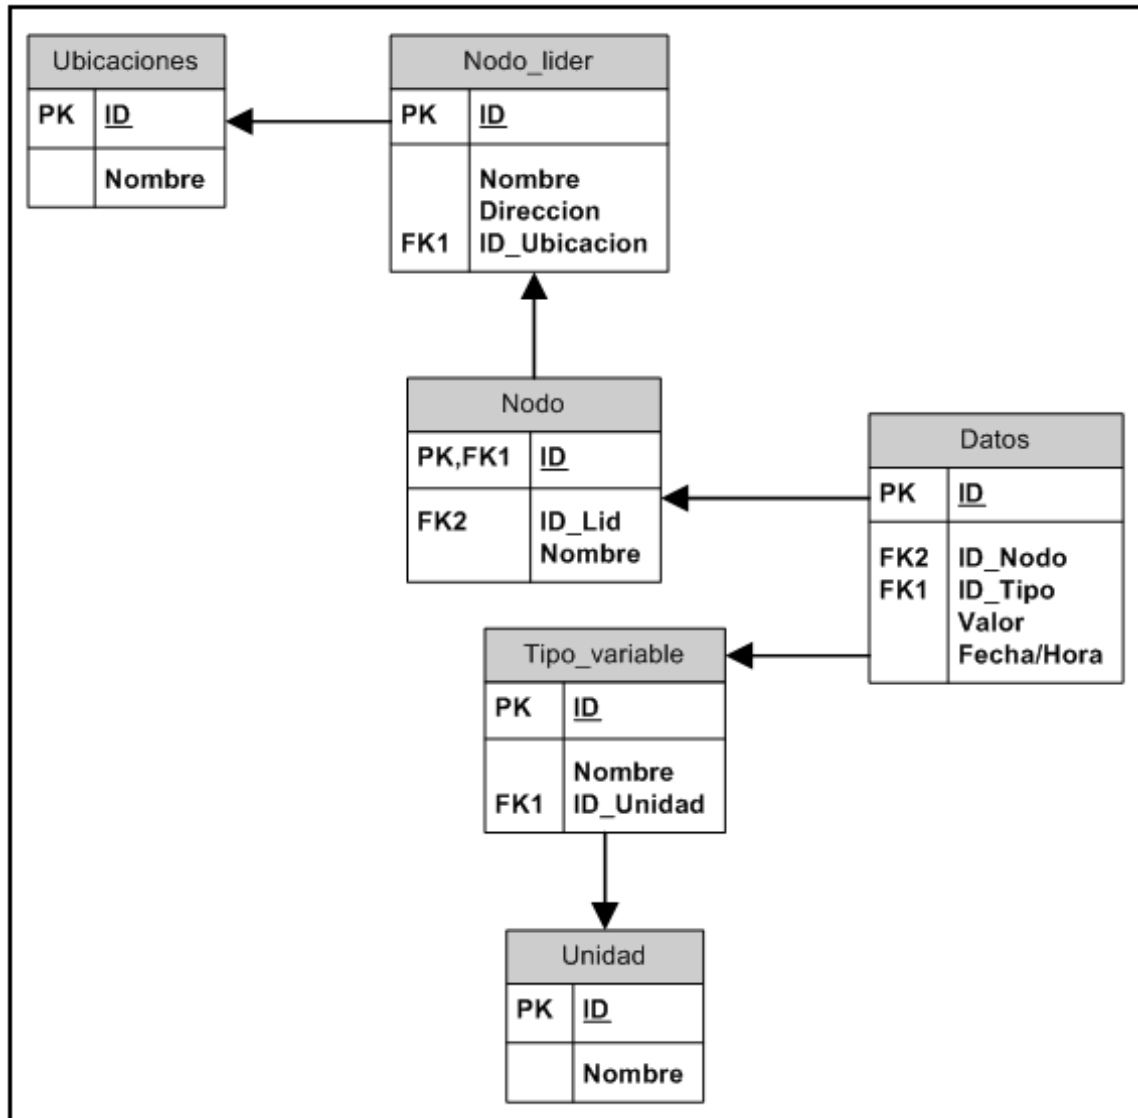 Ubicaciones
PK ID
Nombre
Nodo_lider
PK ID
Nombre
Direccion
FK1 ID_Ubicacion
Nodo
PK,FK1 ID
FK2 ID_Lid
Nombre
Datos
PK ID
FK2 ID_Nodo
FK1 ID_Tipo
Valor
Fecha/Hora
Tipo_variable
PK ID
Nombre
FK1 ID_Unidad
Unidad
PK ID
Nombre